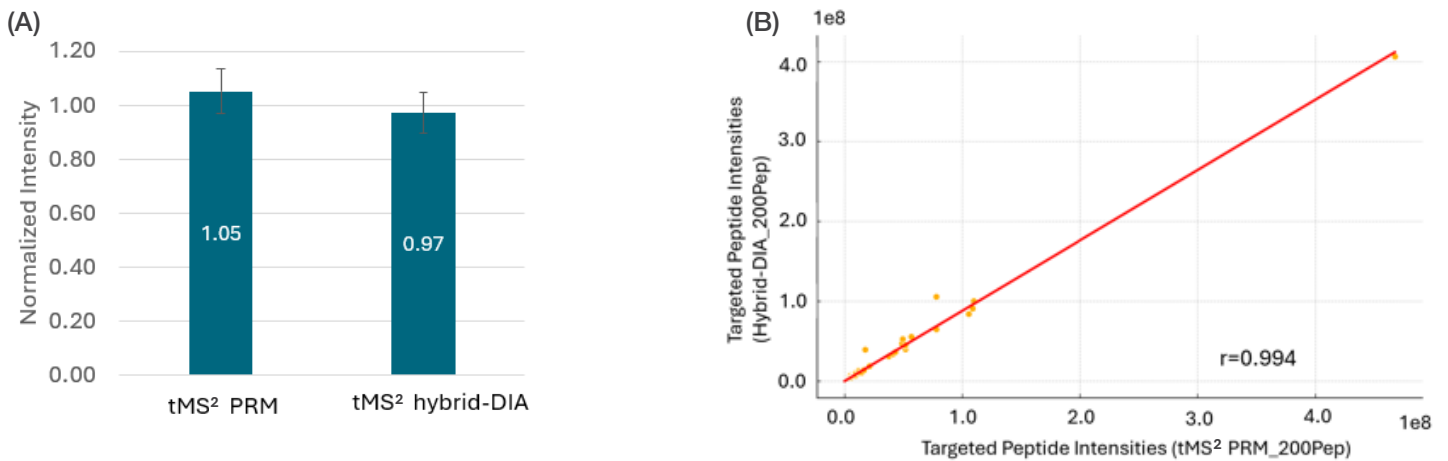 (A)
1.20
1.00
0.80
0.60
0.40
0.20
0.00
Normalized Intensity
1.05
0.97
tMS² PRM
tMS² hybrid-DIA
(B)
1e8
4.0
3.0
2.0
1.0
0.0
Targeted Peptide Intensities
(Hybrid-DIA_200Pep)
r=0.994
0.0
1.0
2.0
3.0
4.0
1e8
Targeted Peptide Intensities (tMS² PRM_200Pep)